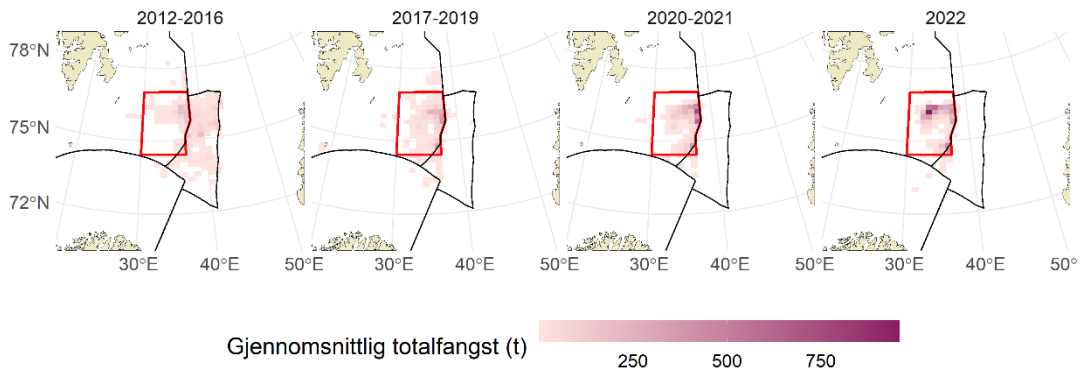 2012-2016 2017-2019 2020-2021 2022
78°N
75°N
72°N
30°E 40°E 50°E 30°E 40°E 50°E 30°E 40°E 50°E 30°E 40°E 50°
Gjennomsnittlig totalfangst (t)
250 500 750